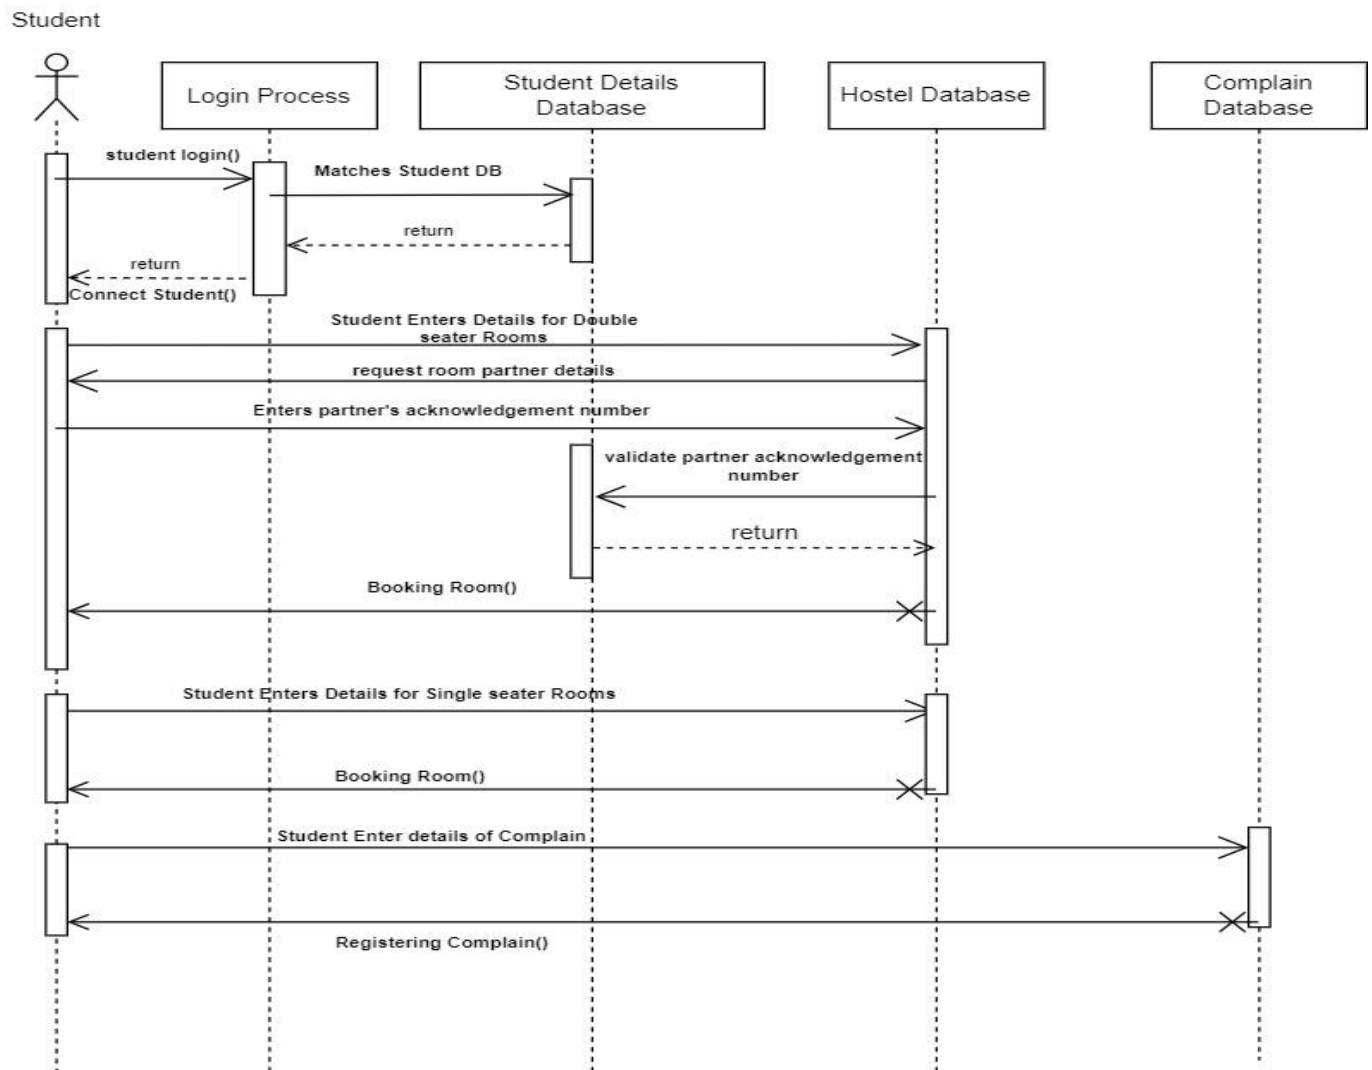 Student
Login Process
Student Details
Database
Hostel Database
Complain
Database
student login()
Matches Student DB
return
return
Connect Student()
Student Enters Details for Double
seater Rooms
request room partner details
Enters partner's acknowledgement number
validate partner acknowledgement
number
return
Booking Room()
Student Enters Details for Single seater Rooms
Booking Room()
Student Enter details of Complain
Registering Complain()